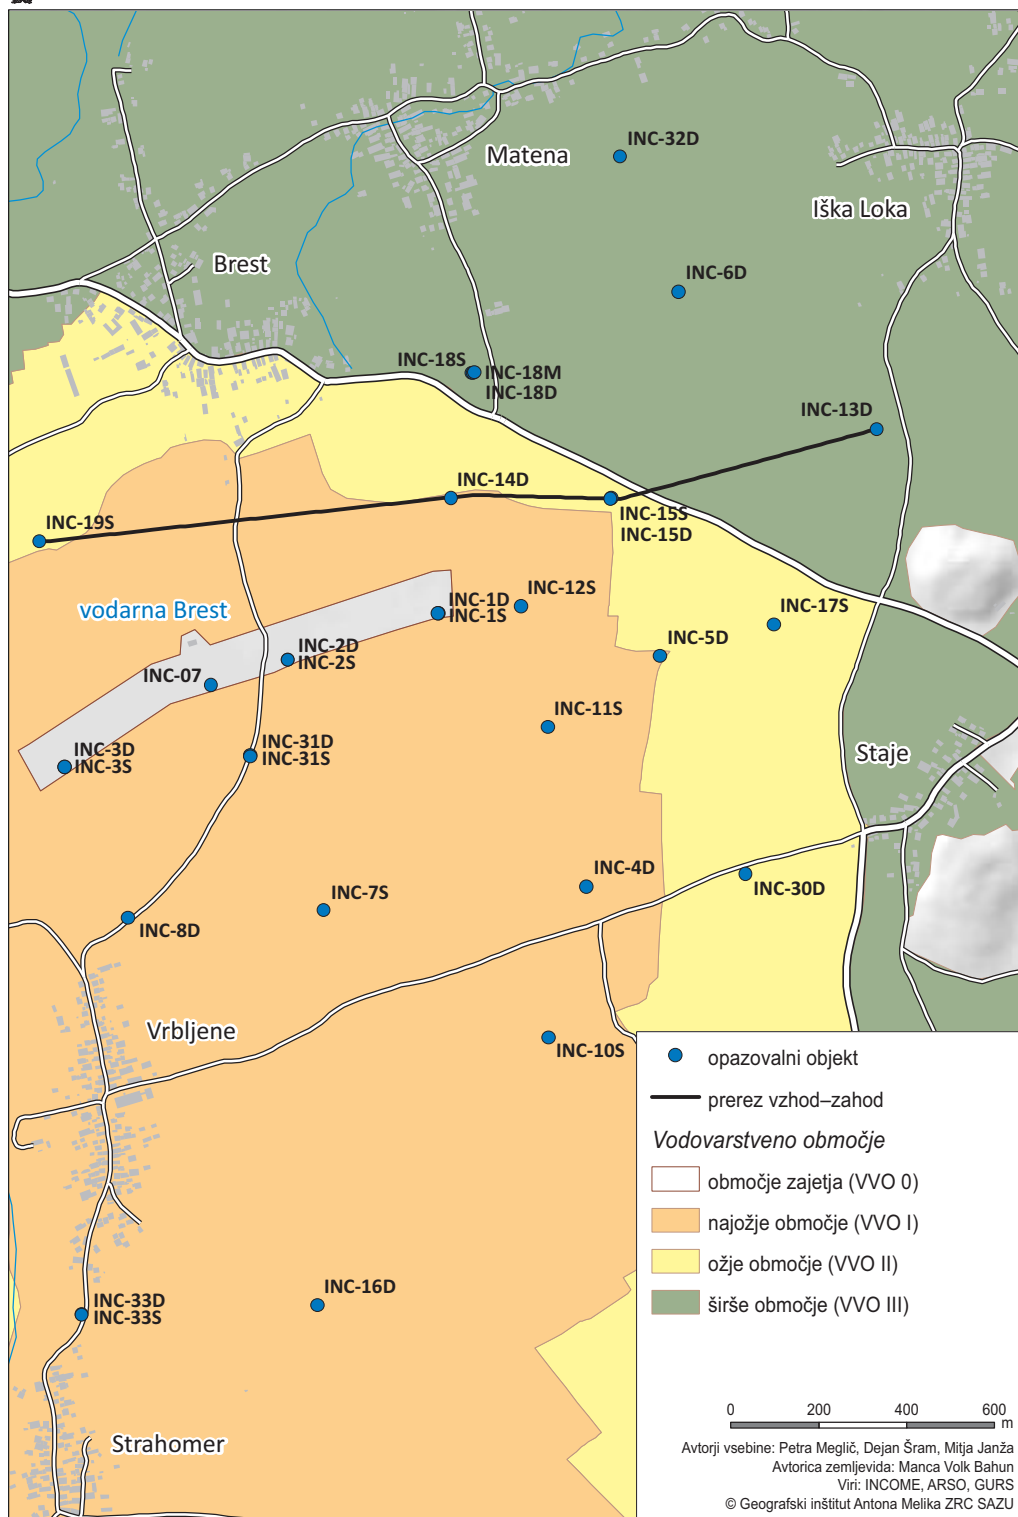 Matena
INC-32D
Iška Loka
Brest
INC-6D
INC-18S
INC-18M
INC-18D
INC-13D
INC-14D
INC-15S
INC-15D
INC-19S
vodarna Brest
INC-1D
INC-1S
INC-12S
INC-17S
INC-2D
INC-2S
INC-5D
INC-07
INC-11S
INC-3D
INC-3S
INC-31D
INC-31S
Staje
INC-4D
INC-30D
INC-7S
INC-8D
Vrbljene
INC-10S
INC-16D
INC-33D
INC-33S
Strahomer
opazovalni objekt
prerez vzhod–zahod
Vodovarstveno območje
območje zajetja (VVO 0)
najožje območje (VVO I)
ožje območje (VVO II)
širše območje (VVO III)
0 200 400 600
m
Avtorji vsebine: Petra Meglič, Dejan Šram, Mitja Janža
Avtorica zemljevida: Manca Volk Bahun
Viri: INCOME, ARSO, GURS
© Geografski inštitut Antona Melika ZRC SAZU